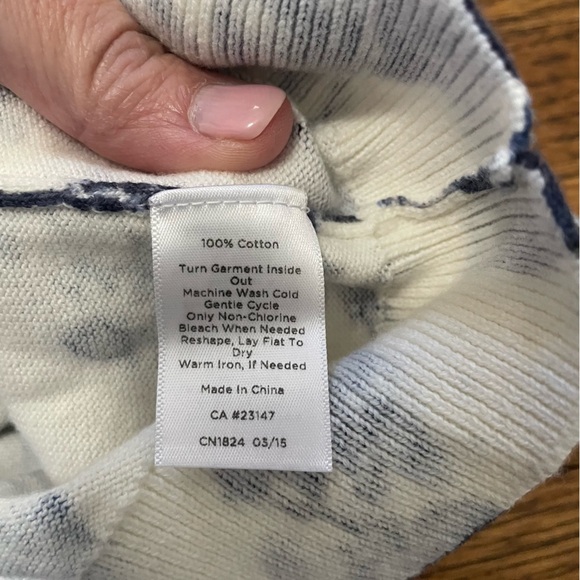 100% Cotton
Turn Garment Inside
Out
Machine Wash Cold
Gentle Cycle
Only Non-Chlorine
Bleach When Needed
Reshape, Lay Flat To
Dry
Warm Iron, If Needed
Made In China
CA #23147
CN1824 03/15